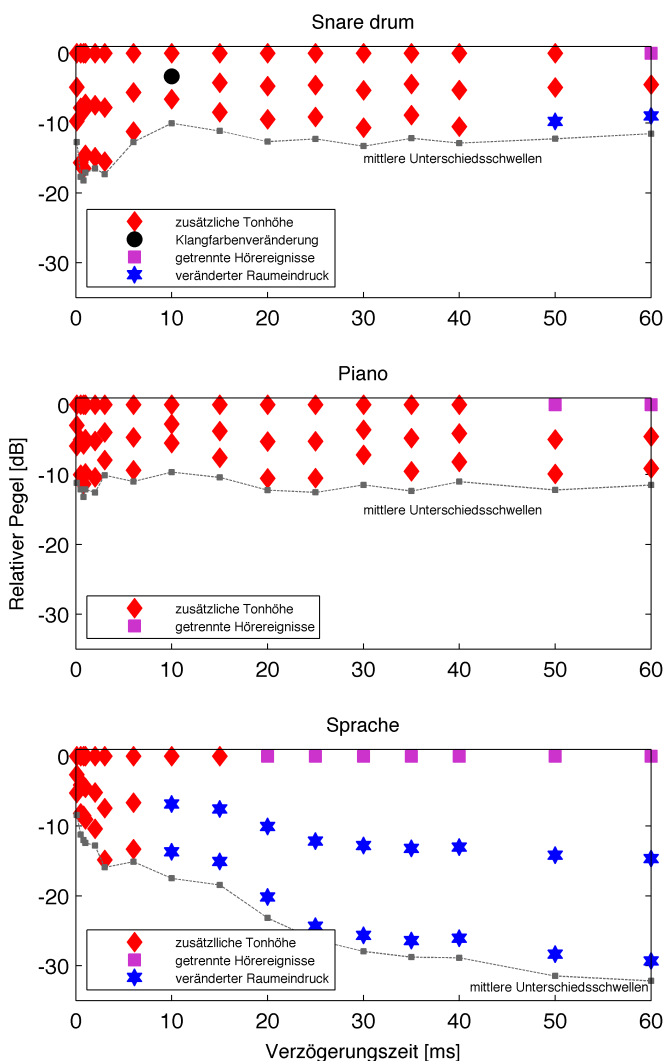 Snare drum
0
-10
-20
-30
mittlere Unterschiedsschwellen
zusätzliche Tonhöhe
Klangfarbenveränderung
getrennte Hörereignisse
veränderter Raumeindruck
0 10 20 30 40 50 60
Piano
Relativer Pegel [dB]
0
-10
-20
-30
mittlere Unterschiedsschwellen
zusätzliche Tonhöhe
getrennte Hörereignisse
0 10 20 30 40 50 60
Sprache
0
-10
-20
-30
zusätzlliche Tonhöhe
getrennte Hörereignisse
veränderter Raumeindruck
mittlere Unterschiedsschwellen
0 10 20 30 40 50 60
Verzögerungszeit [ms]